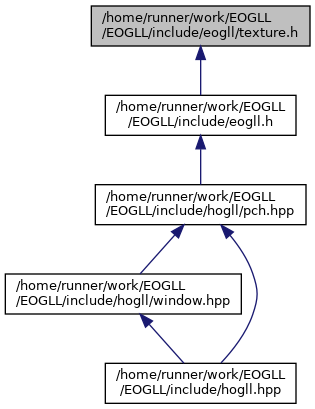 /home/runner/work/EOGLL
/EOGLL/include/eogll/texture.h
/home/runner/work/EOGLL
/EOGLL/include/eogll.h
/home/runner/work/EOGLL
/EOGLL/include/hogll/pch.hpp
/home/runner/work/EOGLL
/EOGLL/include/hogll/window.hpp
/home/runner/work/EOGLL
/EOGLL/include/hogll.hpp